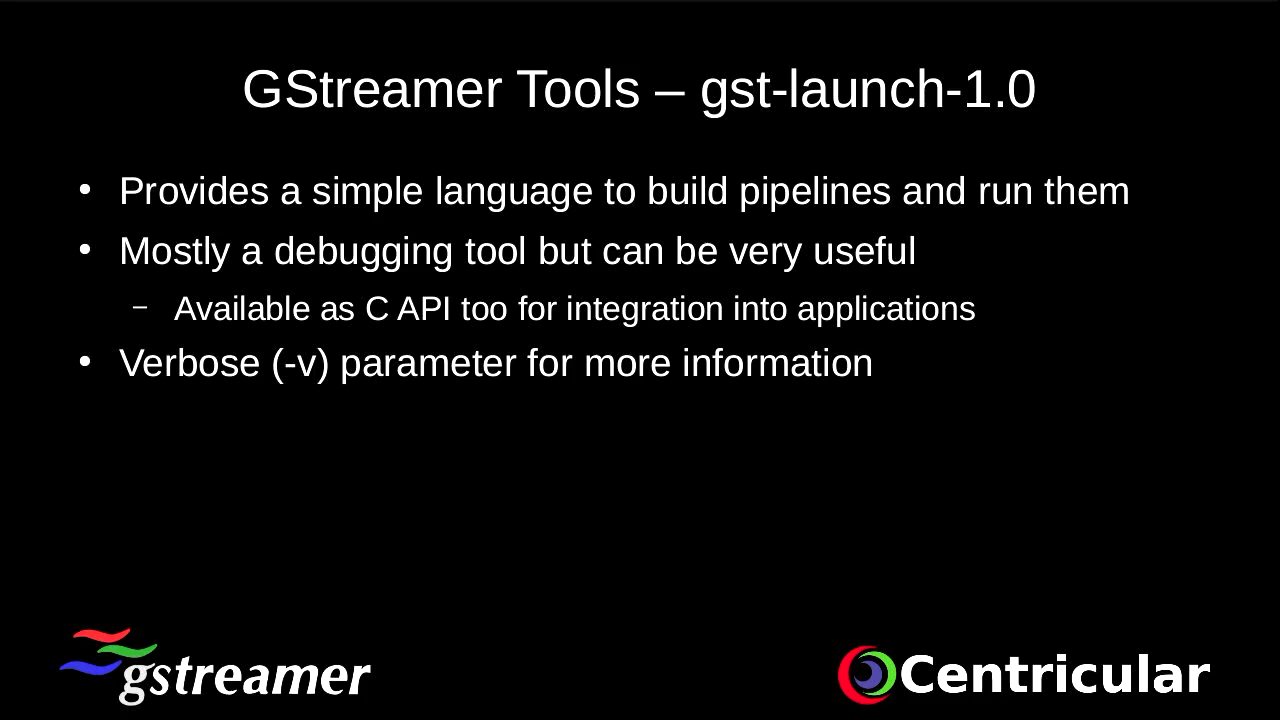 GStreamer Tools – gst-launch-1.0
• Provides a simple language to build pipelines and run them
• Mostly a debugging tool but can be very useful
– Available as C API too for integration into applications
• Verbose (-v) parameter for more information
gstreamer
Centricular